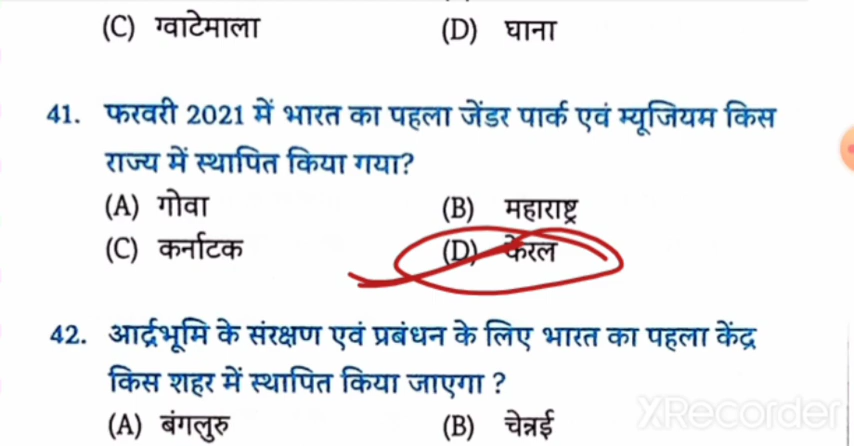 (C) ग्वाटेमाला (D) घाना
41. फरवरी 2021 में भारत का पहला जेंडर पार्क एवं म्यूजियम किस
राज्य में स्थापित किया गया?
(A) गोवा (B) महाराष्ट्र
(C) कर्नाटक (D) केरल
42. आर्द्रभूमि के संरक्षण एवं प्रबंधन के लिए भारत का पहला केंद्र
किस शहर में स्थापित किया जाएगा ?
(A) बंगलुरु (B) चेन्नई
XRecorder